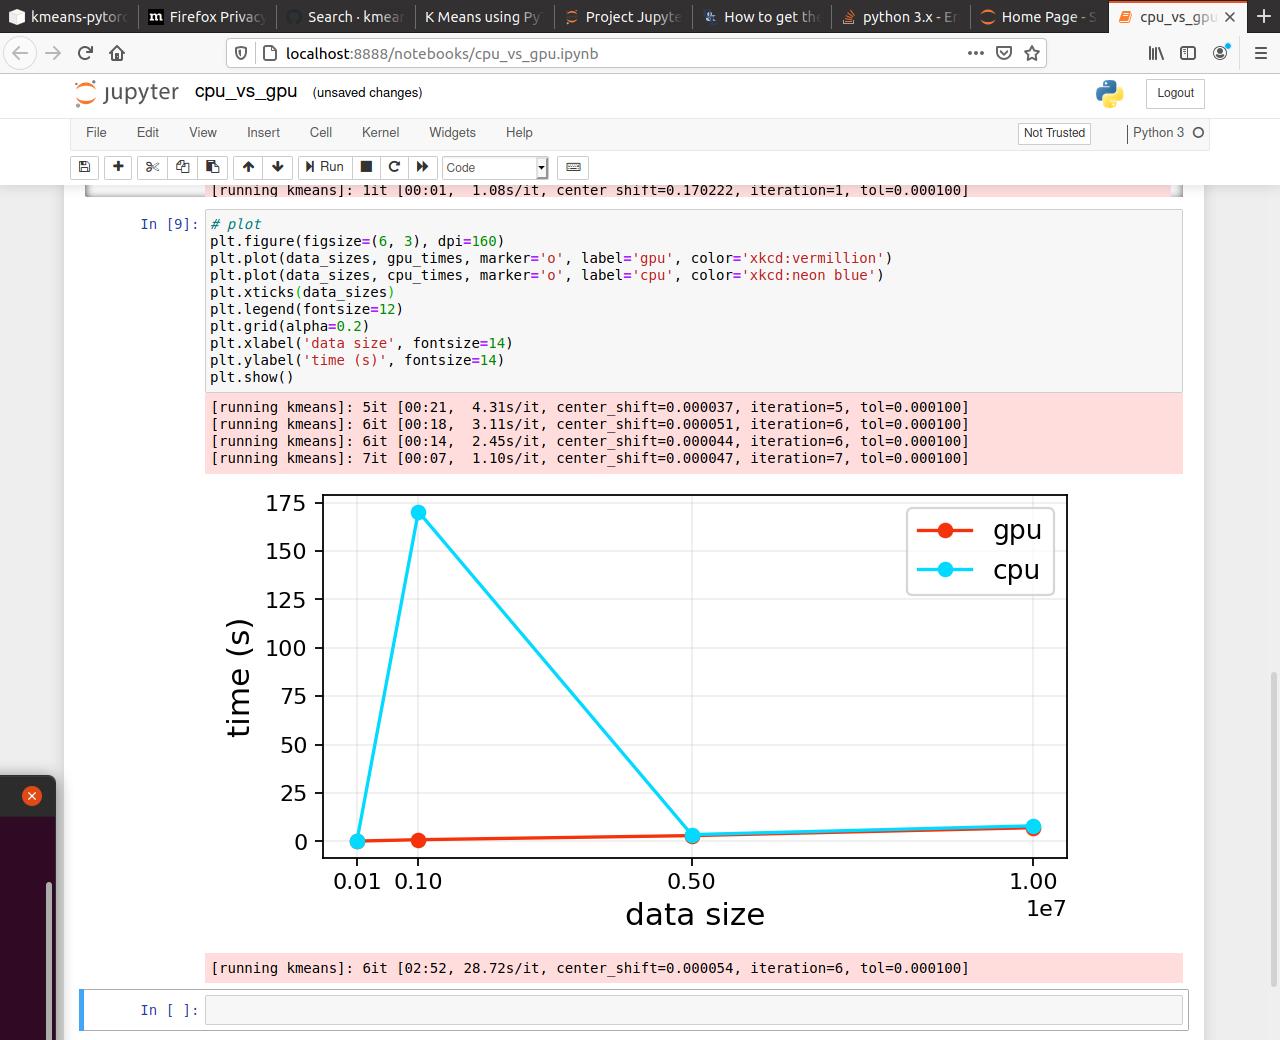 kmeans-pytorc
Firefox Privacy
Search · kmea
K Means using Py
Project Jupyte
How to get the
python 3.x - Er
Home Page - S
cpu_vs_gpu
localhost:8888/notebooks/cpu_vs_gpu.ipynb
jupyter cpu_vs_gpu (unsaved changes)
Logout
File Edit View Insert Cell Kernel Widgets Help
Not Trusted
Python 3
Run
Code
[running kmeans]: 1it [00:01,  1.08s/it, center_shift=0.170222, iteration=1, tol=0.000100]
In [9]:
# plot
plt.figure(figsize=(6, 3), dpi=160)
plt.plot(data_sizes, gpu_times, marker='o', label='gpu', color='xkcd:vermillion')
plt.plot(data_sizes, cpu_times, marker='o', label='cpu', color='xkcd:neon blue')
plt.xticks(data_sizes)
plt.legend(fontsize=12)
plt.grid(alpha=0.2)
plt.xlabel('data size', fontsize=14)
plt.ylabel('time (s)', fontsize=14)
plt.show()
[running kmeans]: 5it [00:21,  4.31s/it, center_shift=0.000037, iteration=5, tol=0.000100]
[running kmeans]: 6it [00:18,  3.11s/it, center_shift=0.000051, iteration=6, tol=0.000100]
[running kmeans]: 6it [00:14,  2.45s/it, center_shift=0.000044, iteration=6, tol=0.000100]
[running kmeans]: 7it [00:07,  1.10s/it, center_shift=0.000047, iteration=7, tol=0.000100]
175
150
125
100
75
50
25
0
time (s)
gpu
cpu
0.01 0.10 0.50 1.00
1e7
data size
[running kmeans]: 6it [02:52, 28.72s/it, center_shift=0.000054, iteration=6, tol=0.000100]
In [ ]: